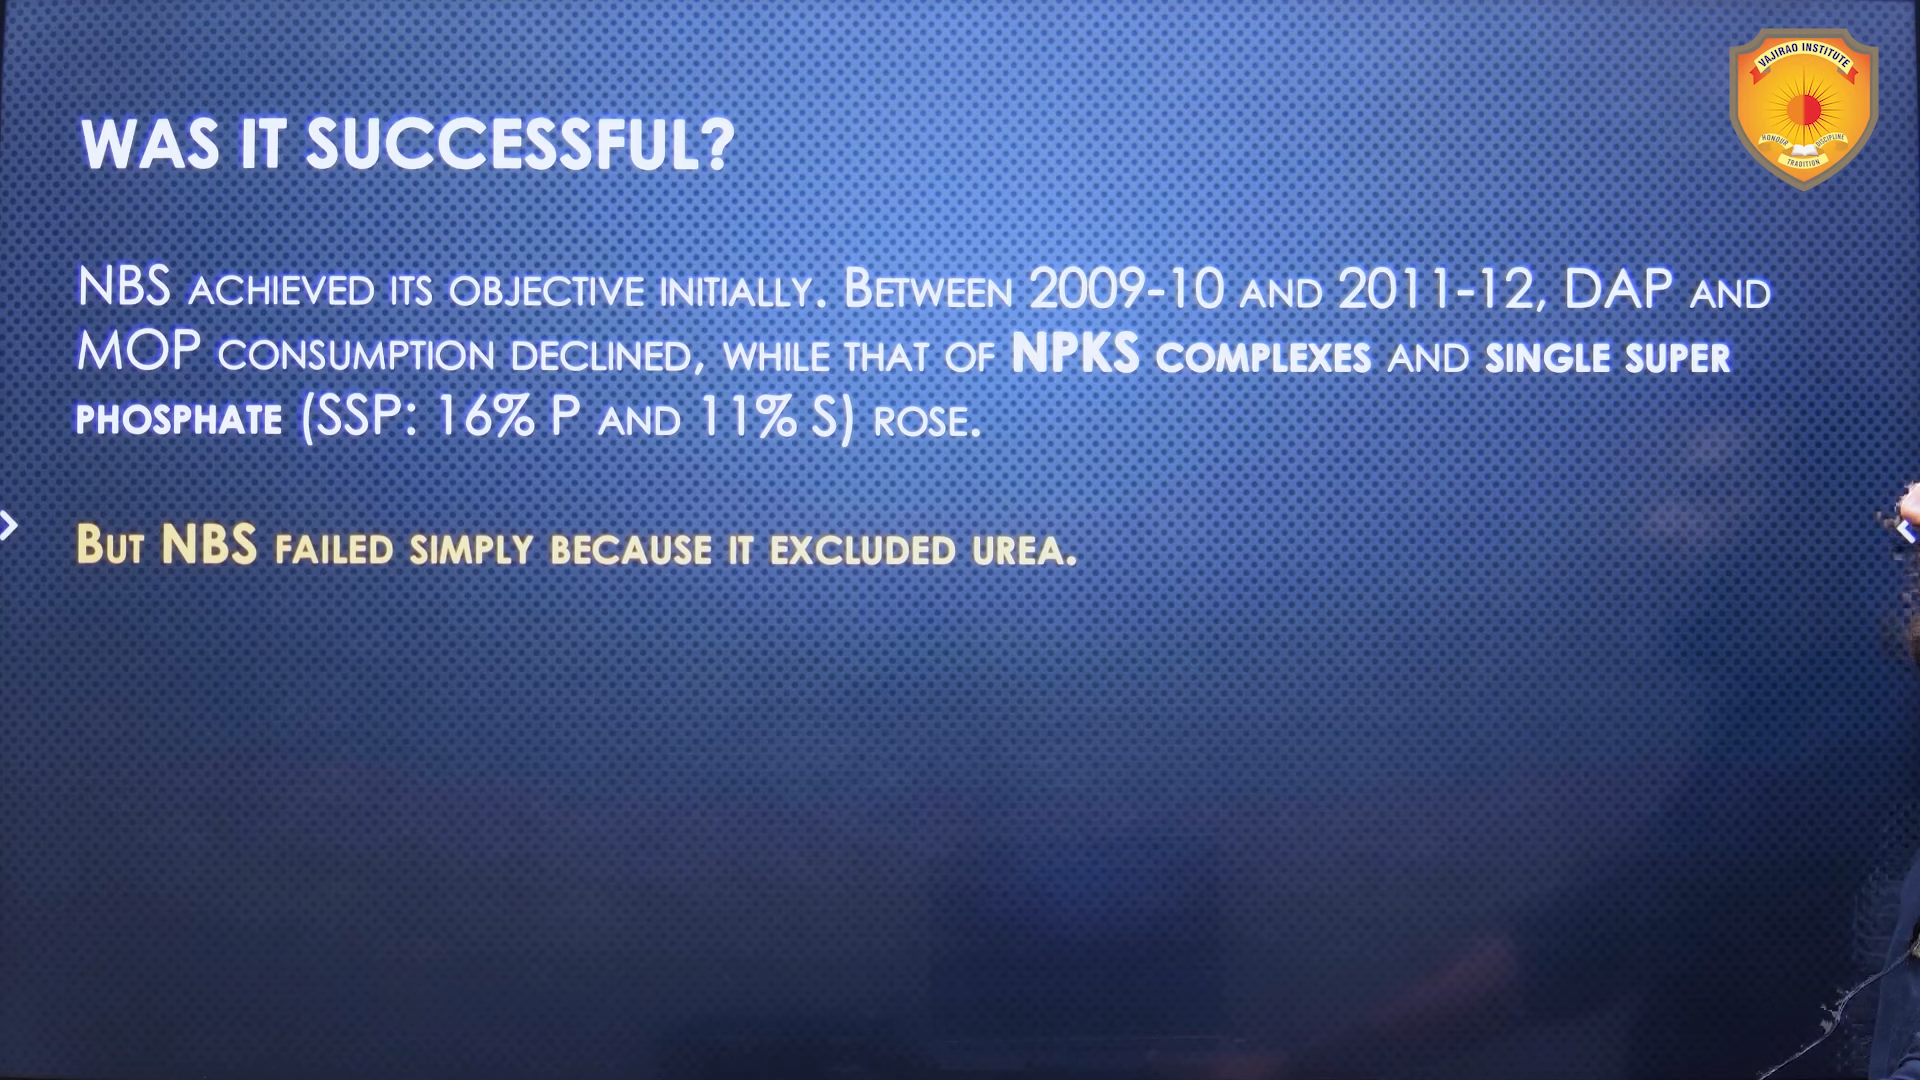 VAJIRAO INSTITUTE
HONOUR
DISCIPLINE
TRADITION
WAS IT SUCCESSFUL?
NBS ACHIEVED ITS OBJECTIVE INITIALLY. BETWEEN 2009-10 AND 2011-12, DAP AND
MOP CONSUMPTION DECLINED, WHILE THAT OF NPKS COMPLEXES AND SINGLE SUPER
PHOSPHATE (SSP: 16% P AND 11% S) ROSE.
BUT NBS FAILED SIMPLY BECAUSE IT EXCLUDED UREA.